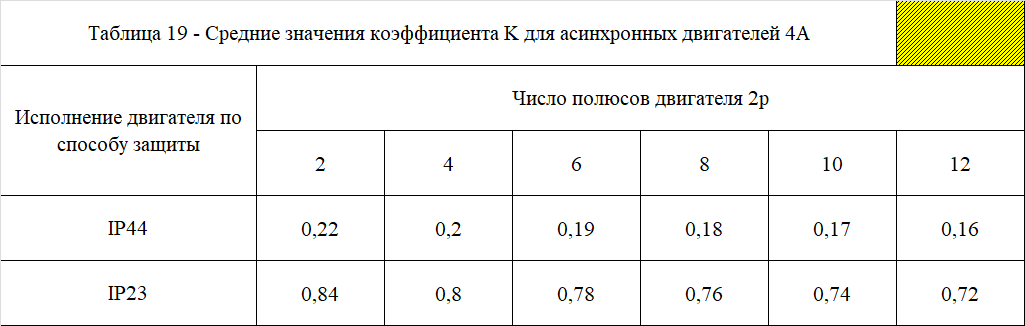 Таблица 19 - Средние значения коэффициента К для асинхронных двигателей 4А
Исполнение двигателя по
способу защиты
Число полюсов двигателя 2р
2 4 6 8 10 12
IP44 0,22 0,2 0,19 0,18 0,17 0,16
IP23 0,84 0,8 0,78 0,76 0,74 0,72